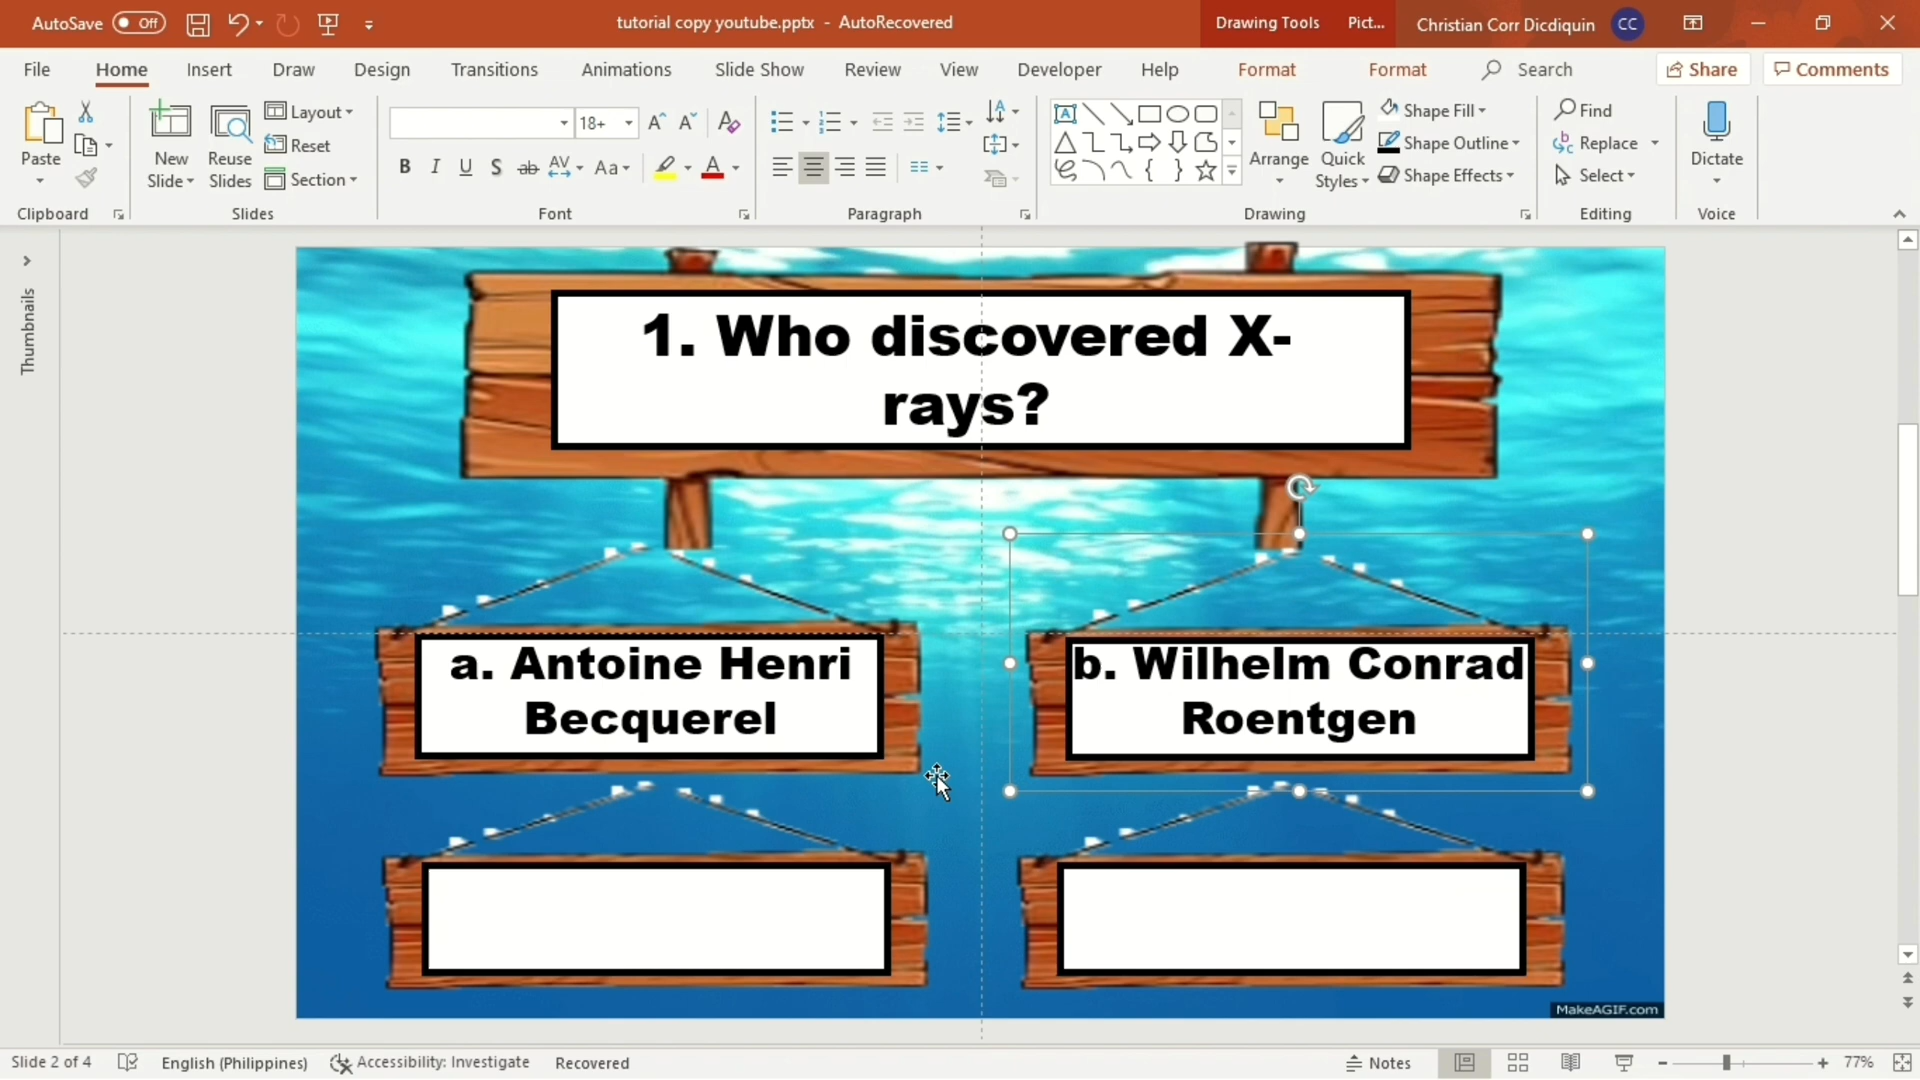 AutoSave Off
tutorial copy youtube.pptx - AutoRecovered
Drawing Tools Pict...
Christian Corr Dicdiquin CC
File Home Insert Draw Design Transitions Animations Slide Show Review View Developer Help Format Format Search Share Comments
Paste
New Slide
Reuse Slides
Layout
Reset
Section
18+
B I U S ab AV Aa A
Arrange
Quick Styles
Shape Fill
Shape Outline
Shape Effects
Find
Replace
Select
Dictate
Clipboard Slides Font Paragraph Drawing Editing Voice
Thumbnails
1. Who discovered X-
rays?
a. Antoine Henri
Becquerel
b. Wilhelm Conrad
Roentgen
MakeAGIF.com
Slide 2 of 4 English (Philippines) Accessibility: Investigate Recovered Notes 77%